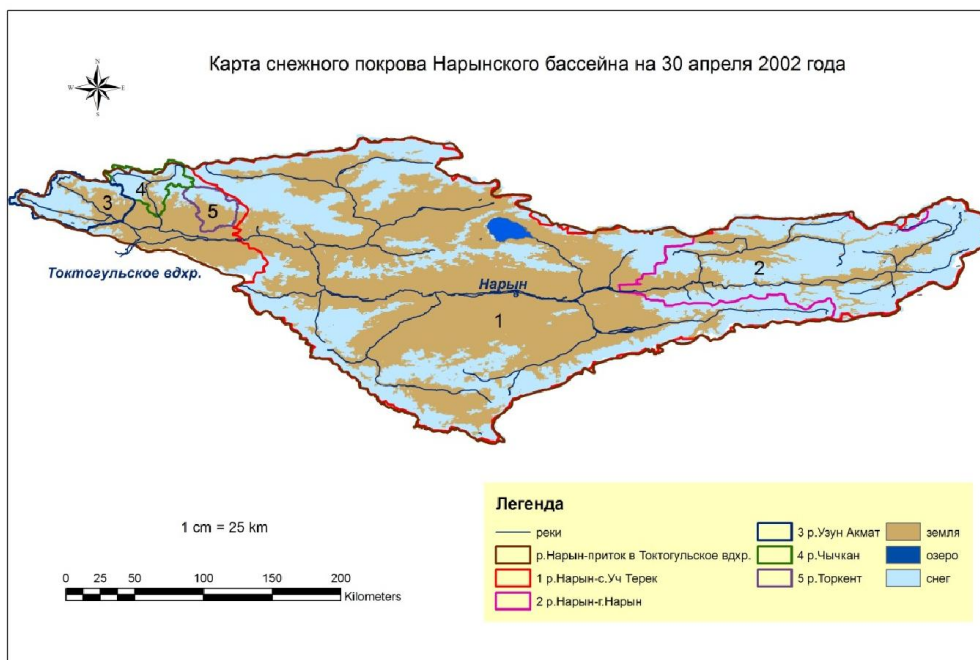 Карта снежного покрова Нарынского бассейна на 30 апреля 2002 года
N
W E
S
4
3
5
2
Токтогульское вдхр.
Нарын
1
Легенда
реки
р.Нарын-приток в Токтогульское вдхр.
1 р.Нарын-с.Уч Терек
2 р.Нарын-г.Нарын
3 р.Узун Акмат
4 р.Чычкан
5 р.Торкент
земля
озеро
снег
1 cm = 25 km
0 25 50 100 150 200
Kilometers